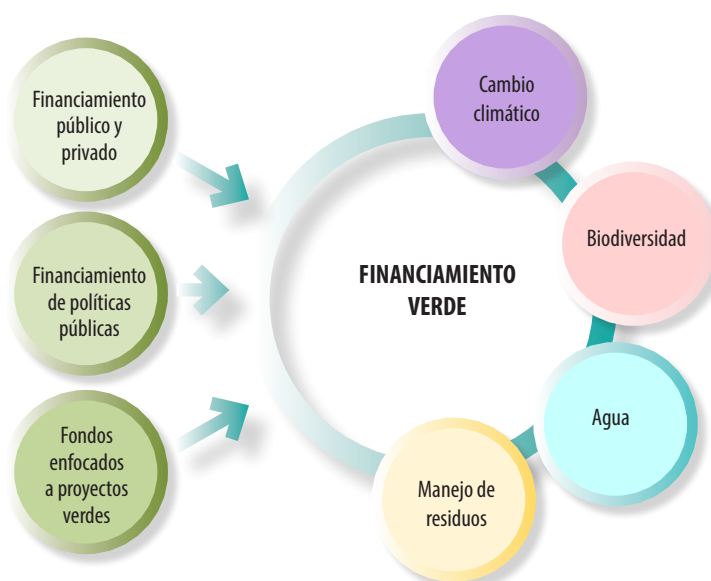 Financiamiento
público y
privado
Financiamiento
de políticas
públicas
Fondos
enfocados
a proyectos
verdes
FINANCIAMIENTO
VERDE
Cambio
climático
Biodiversidad
Agua
Manejo de
residuos